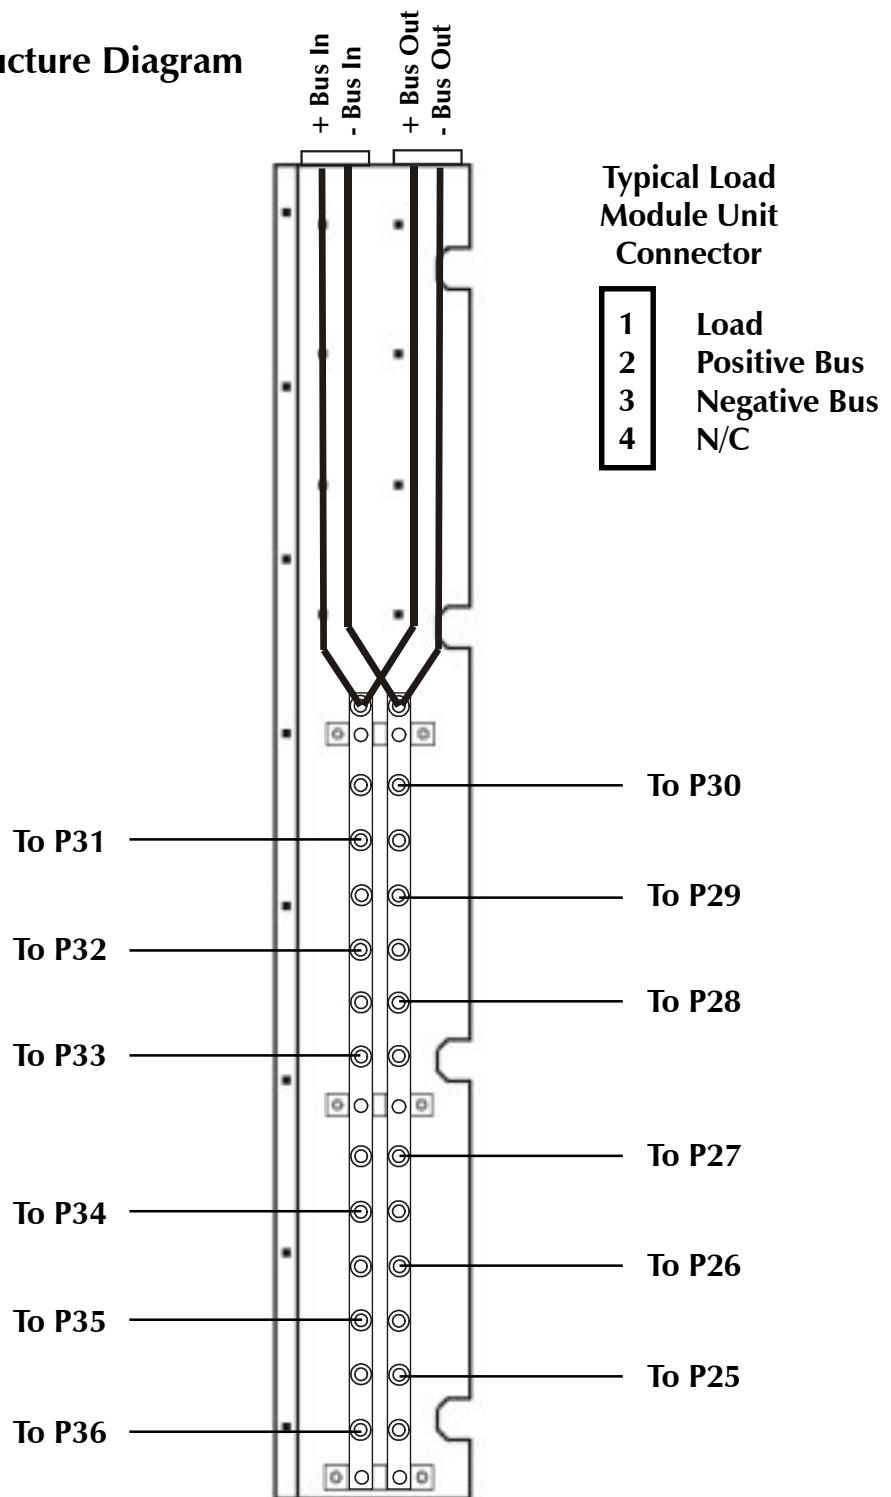 Diagram
+ Bus In
- Bus In
+ Bus Out
- Bus Out
Typical Load
Module Unit
Connector
1 Load
2 Positive Bus
3 Negative Bus
4 N/C
To P30
To P31
To P29
To P32
To P28
To P33
To P27
To P34
To P26
To P35
To P25
To P36